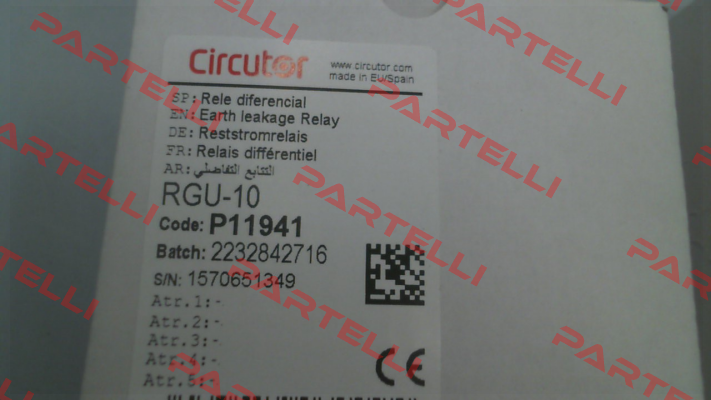 Circutor
www.circutor.com
made in EU/Spain
SP: Rele diferencial
EN: Earth leakage Relay
DE: Reststromrelais
FR: Relais différentiel
AR: التتابع التفاضلي
RGU-10
Code: P11941
Batch: 2232842716
S/N: 1570651349
Atr.1:-
Atr.2:-
Atr.3:-
Atr.4:-
Atr.5:-
CE
PARTELLI
PARTELLI
PARTELLI
PARTELLI
PARTELLI
PARTELLI
PARTELLI
PARTELLI